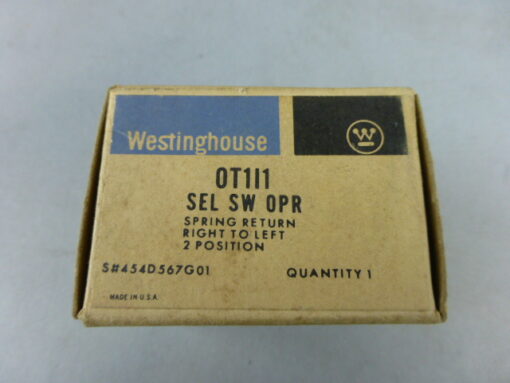 Westinghouse
W
OT1I1
SEL SW OPR
SPRING RETURN
RIGHT TO LEFT
2 POSITION
S#454D567G01 QUANTITY 1
MADE IN U.S.A.